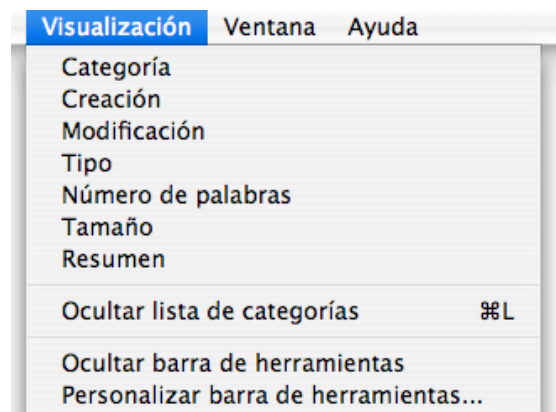 Visualización Ventana Ayuda
Categoría
Creación
Modificación
Tipo
Número de palabras
Tamaño
Resumen
Ocultar lista de categorías ⌘L
Ocultar barra de herramientas
Personalizar barra de herramientas...